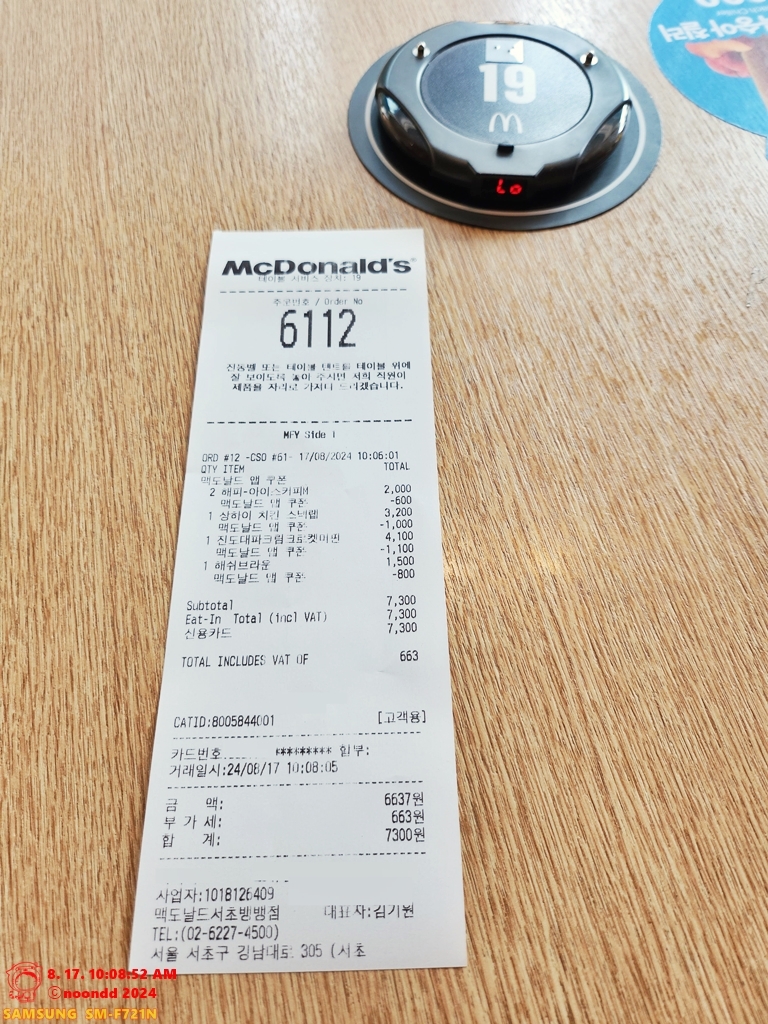 19
Lo
McDonald's
테이블 서비스 장치: 19
주문번호 / Order No
6112
진동벨 또는 테이블 텐트를 테이블 위에
잘 보이도록 놓아 주시면 저희 직원이
제품을 자리로 가져다 드리겠습니다.
MFY Side 1
ORD #12 -CSO #61- 17/08/2024 10:06:01
QTY ITEM TOTAL
맥도날드 앱 쿠폰
2 해피-아이스커피M 2,000
맥도날드 앱 쿠폰 -600
1 상하이 치킨 스낵랩 3,200
맥도날드 앱 쿠폰 -1,000
1 진도대파크림크로켓머핀 4,100
맥도날드 앱 쿠폰 -1,100
1 해쉬브라운 1,500
맥도날드 앱 쿠폰 -800
Subtotal 7,300
Eat-In Total (incl VAT) 7,300
신용카드 7,300
TOTAL INCLUDES VAT OF 663
CATID:8005844001 [고객용]
카드번호 ********* 할부:
거래일시:24/08/17 10:08:05
금 액: 6637원
부 가 세: 663원
합 계: 7300원
사업자:1018126409
맥도날드서초뱅뱅점 대표자:김기원
TEL:(02-6227-4500)
서울 서초구 강남대로 305 (서초
8. 17. 10:08:52 AM
©noondd 2024
SAMSUNG SM-F721N